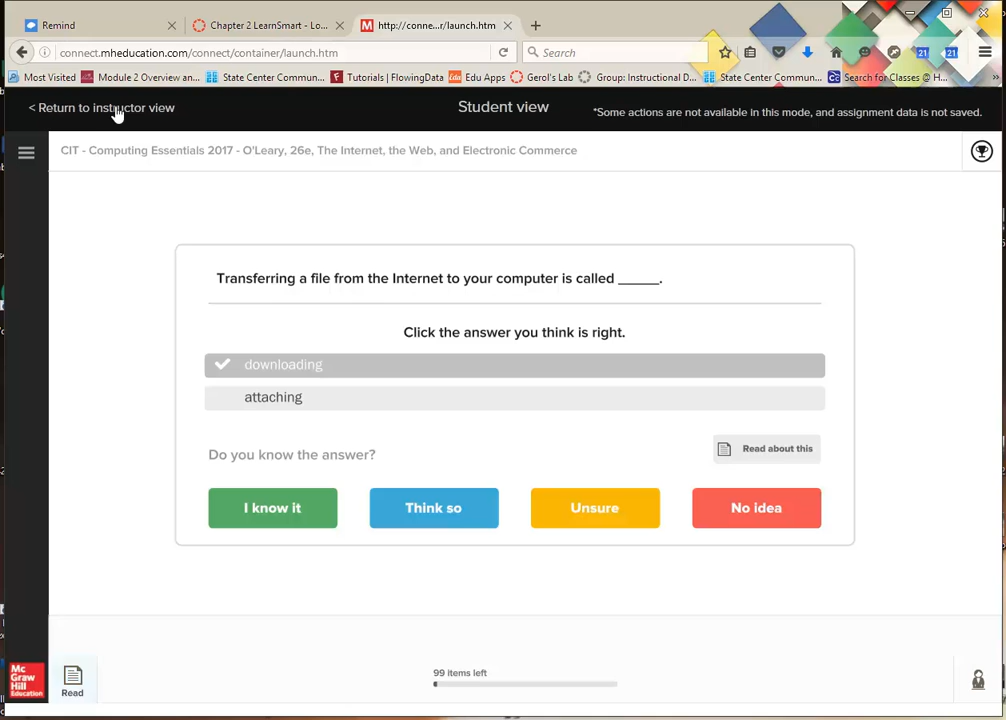 Remind
Chapter 2 LearnSmart - Lo...
http://conne...r/launch.htm
connect.mheducation.com/connect/container/launch.htm
Search
21
21
Most Visited
Module 2 Overview an...
State Center Commun...
Tutorials | FlowingData
Edu Apps
Gerol's Lab
Group: Instructional D...
State Center Commun...
Search for Classes @ H...
< Return to instructor view
Student view
*Some actions are not available in this mode, and assignment data is not saved.
CIT - Computing Essentials 2017 - O'Leary, 26e, The Internet, the Web, and Electronic Commerce
Transferring a file from the Internet to your computer is called _____.
Click the answer you think is right.
downloading
attaching
Do you know the answer?
Read about this
I know it
Think so
Unsure
No idea
Mc
Graw
Hill
Education
Read
99 items left